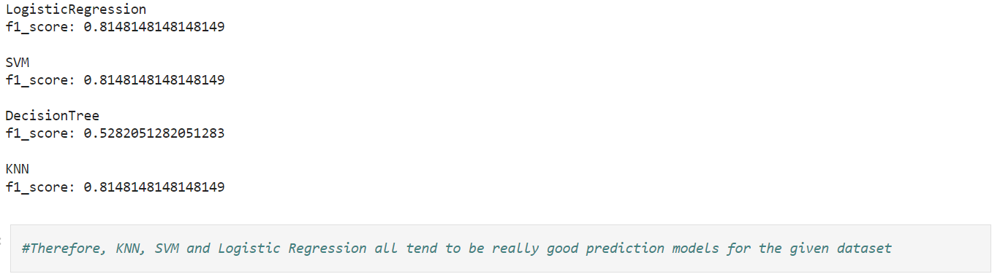 LogisticRegression
f1_score: 0.8148148148148149
SVM
f1_score: 0.8148148148148149
DecisionTree
f1_score: 0.5282051282051283
KNN
f1_score: 0.8148148148148149
#Therefore, KNN, SVM and Logistic Regression all tend to be really good prediction models for the given dataset